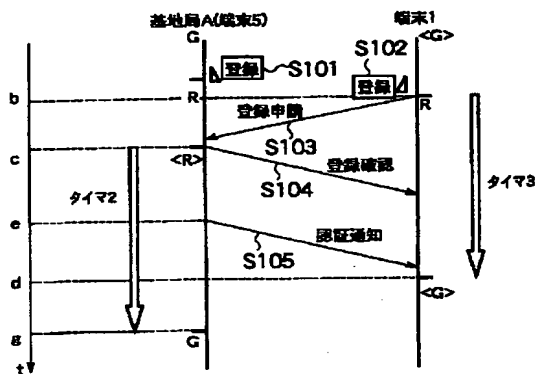 基地局A(端末5)
端末1
G
<G>
登録
S101
S102
登録
b
R
R
登録申請
S103
c
<R>
登録確認
S104
タイマ2
タイマ3
e
認証通知
S105
d
<G>
g
G
t